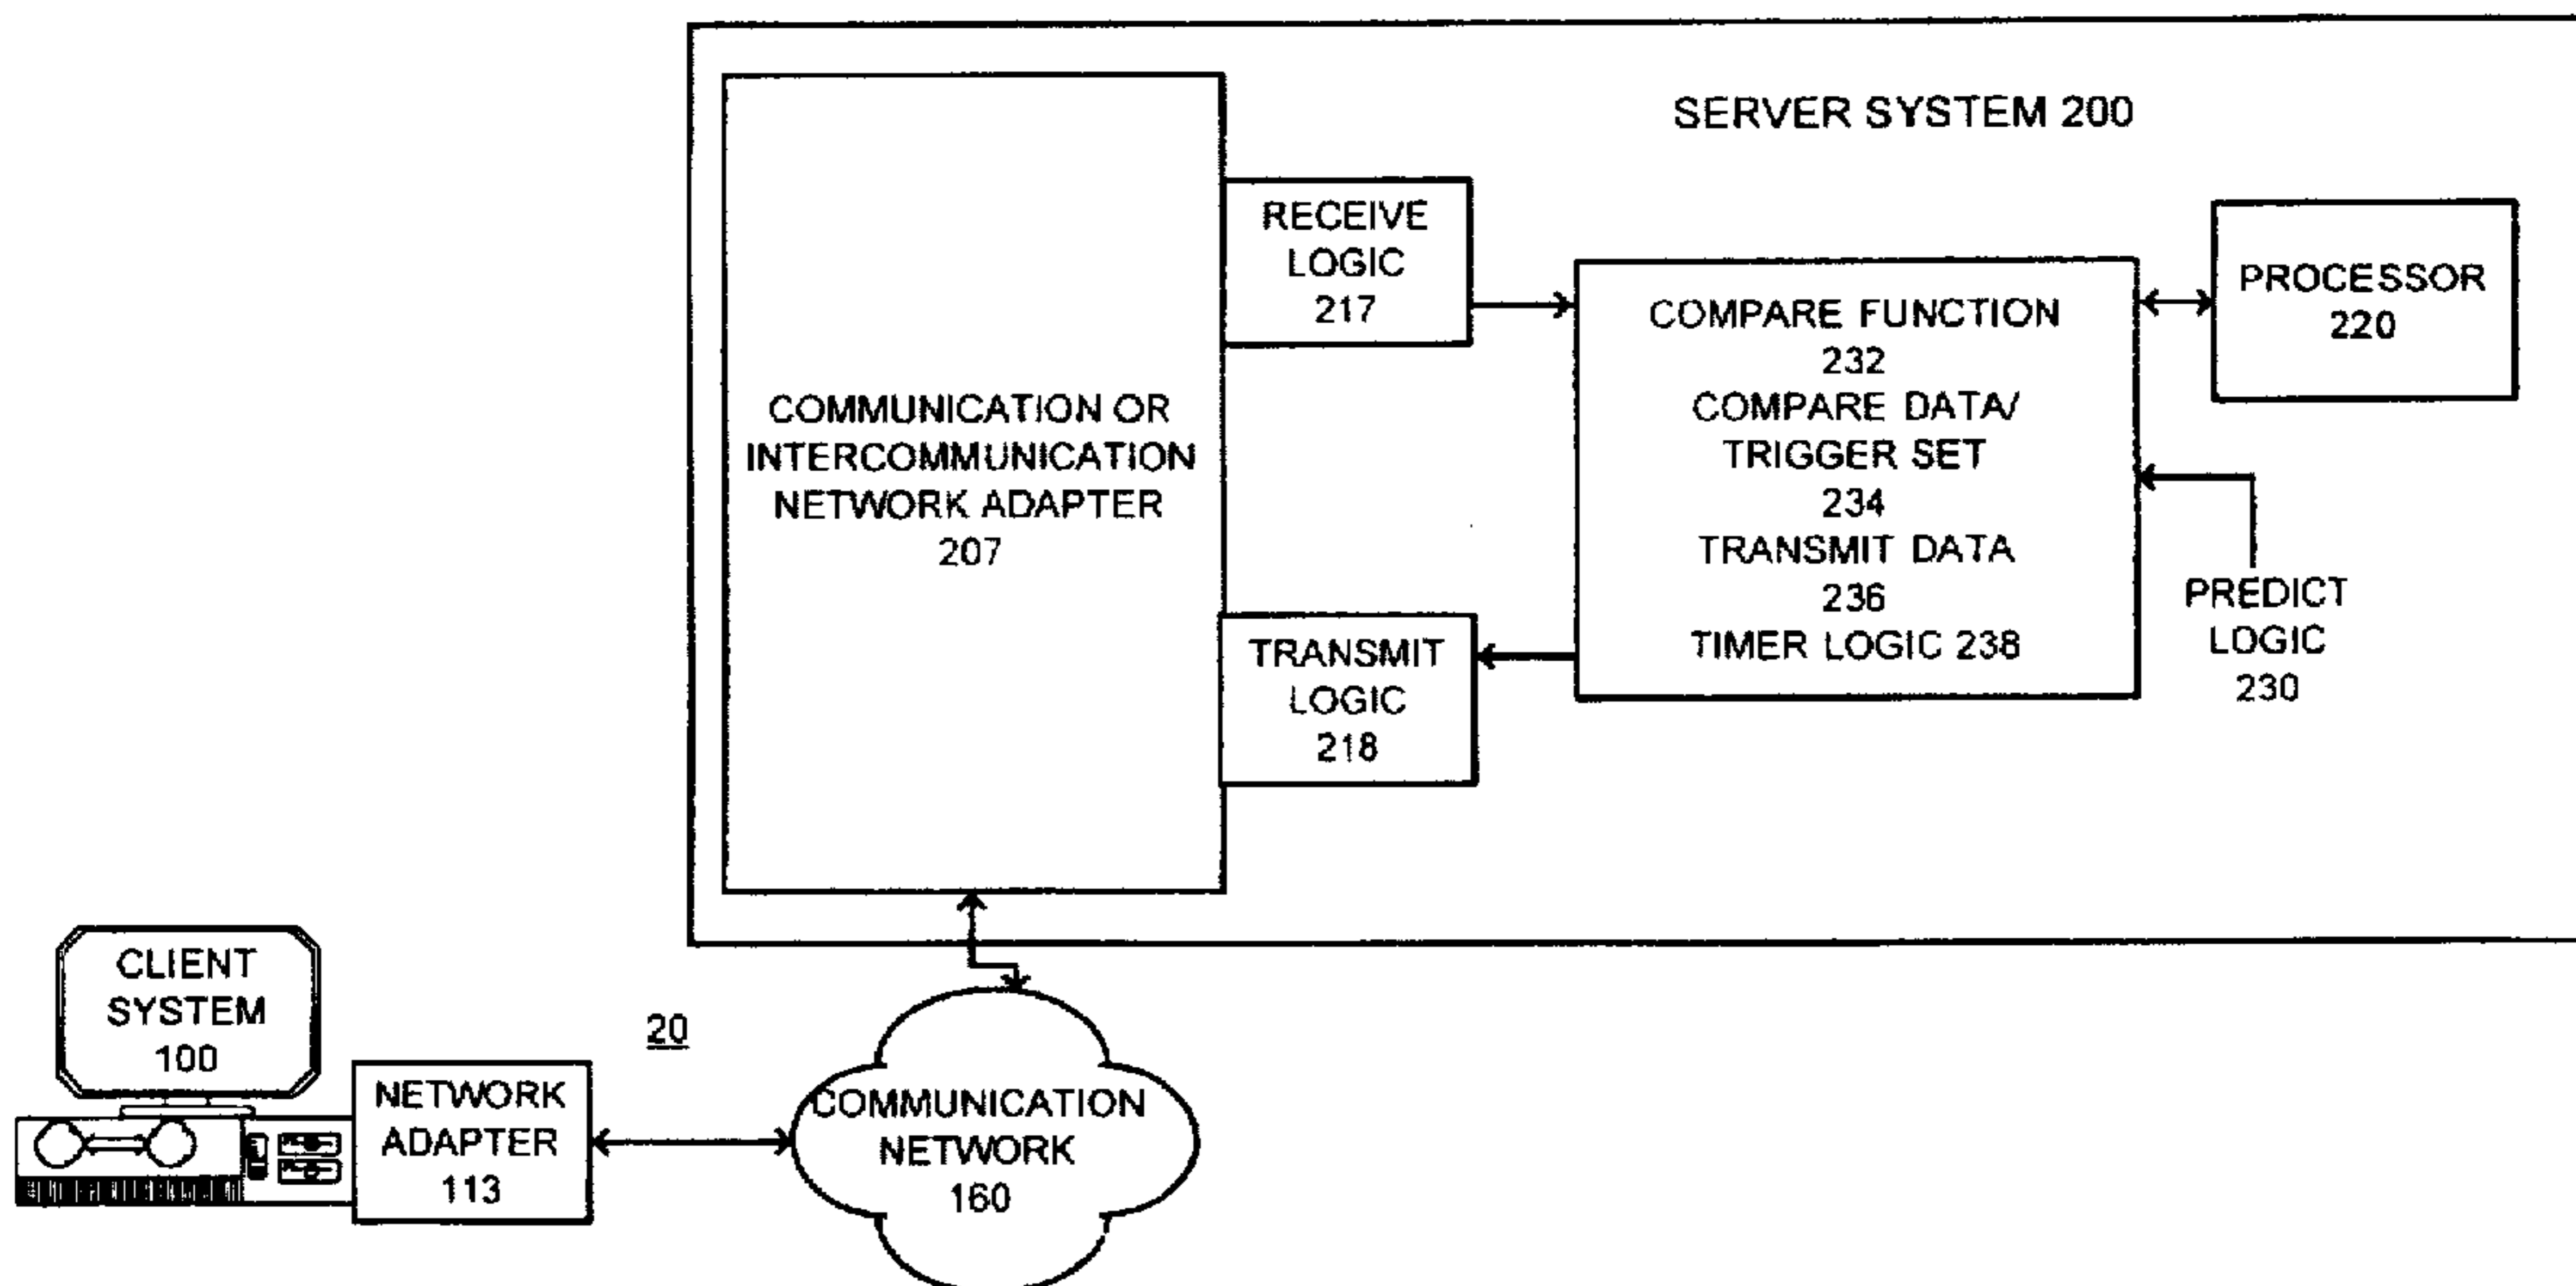 SERVER SYSTEM 200
COMMUNICATION OR
INTERCOMMUNICATION
NETWORK ADAPTER
207
RECEIVE
LOGIC
217
TRANSMIT
LOGIC
218
COMPARE FUNCTION
232
COMPARE DATA/
TRIGGER SET
234
TRANSMIT DATA
236
TIMER LOGIC 238
PROCESSOR
220
PREDICT
LOGIC
230
CLIENT
SYSTEM
100
NETWORK
ADAPTER
113
20
COMMUNICATION
NETWORK
160